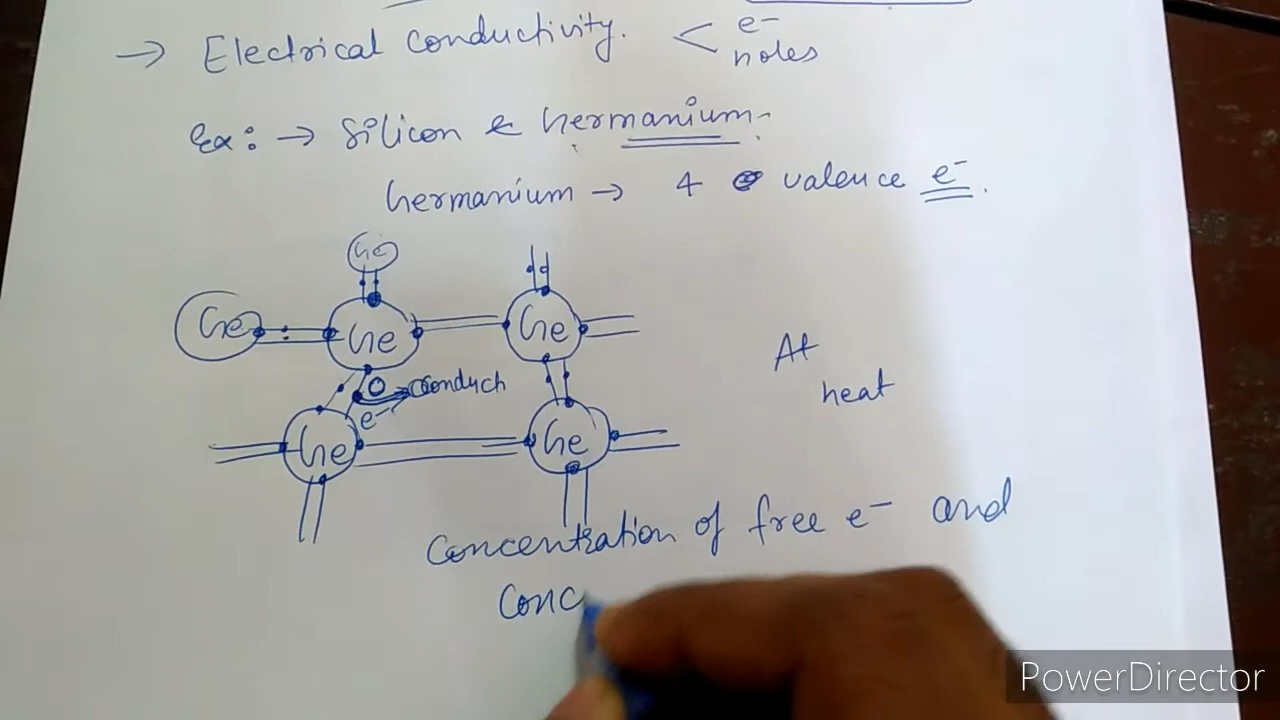 → Electrical conductivity. < e-
holes
Ex: → Silicon & Germanium.
Germanium → 4 valence e-.
Ge
Ge Ge Ge
At
heat
conduch
e-
Ge Ge
Concentration of free e- and
Conc
PowerDirector